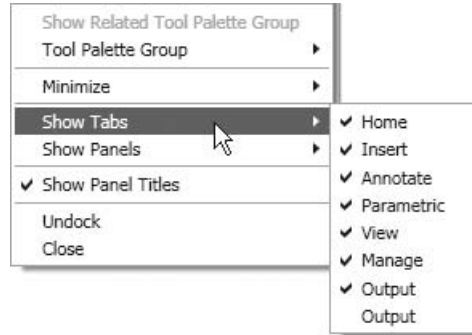 Show Related Tool Palette Group
Tool Palette Group
Minimize
Show Tabs
Show Panels
Show Panel Titles
Undock
Close
Home
Insert
Annotate
Parametric
View
Manage
Output
Output